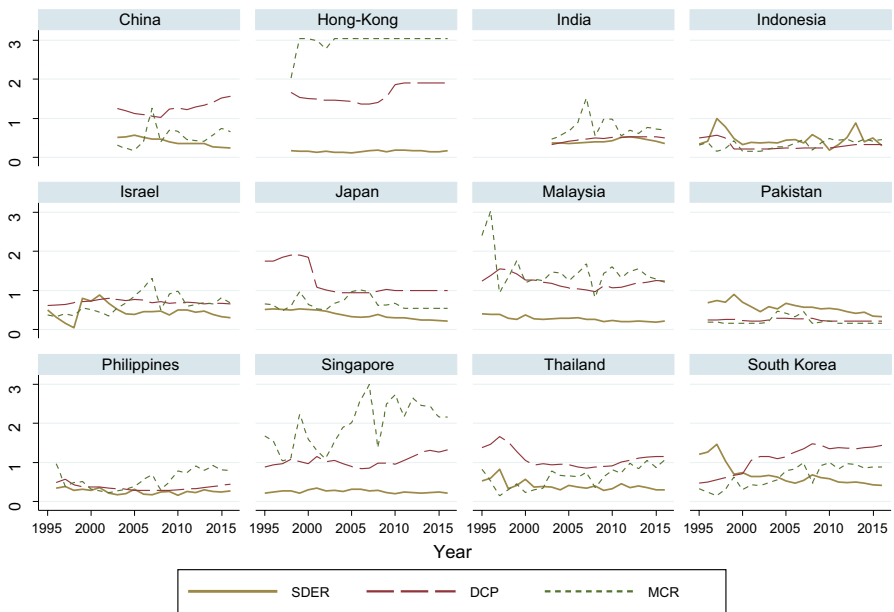 China Hong-Kong India Indonesia
3
2
1
0
Israel Japan Malaysia Pakistan
3
2
1
0
Philippines Singapore Thailand South Korea
3
2
1
0
1995 2000 2005 2010 2015 1995 2000 2005 2010 2015 1995 2000 2005 2010 2015 1995 2000 2005 2010 2015
Year
SDER DCP MCR